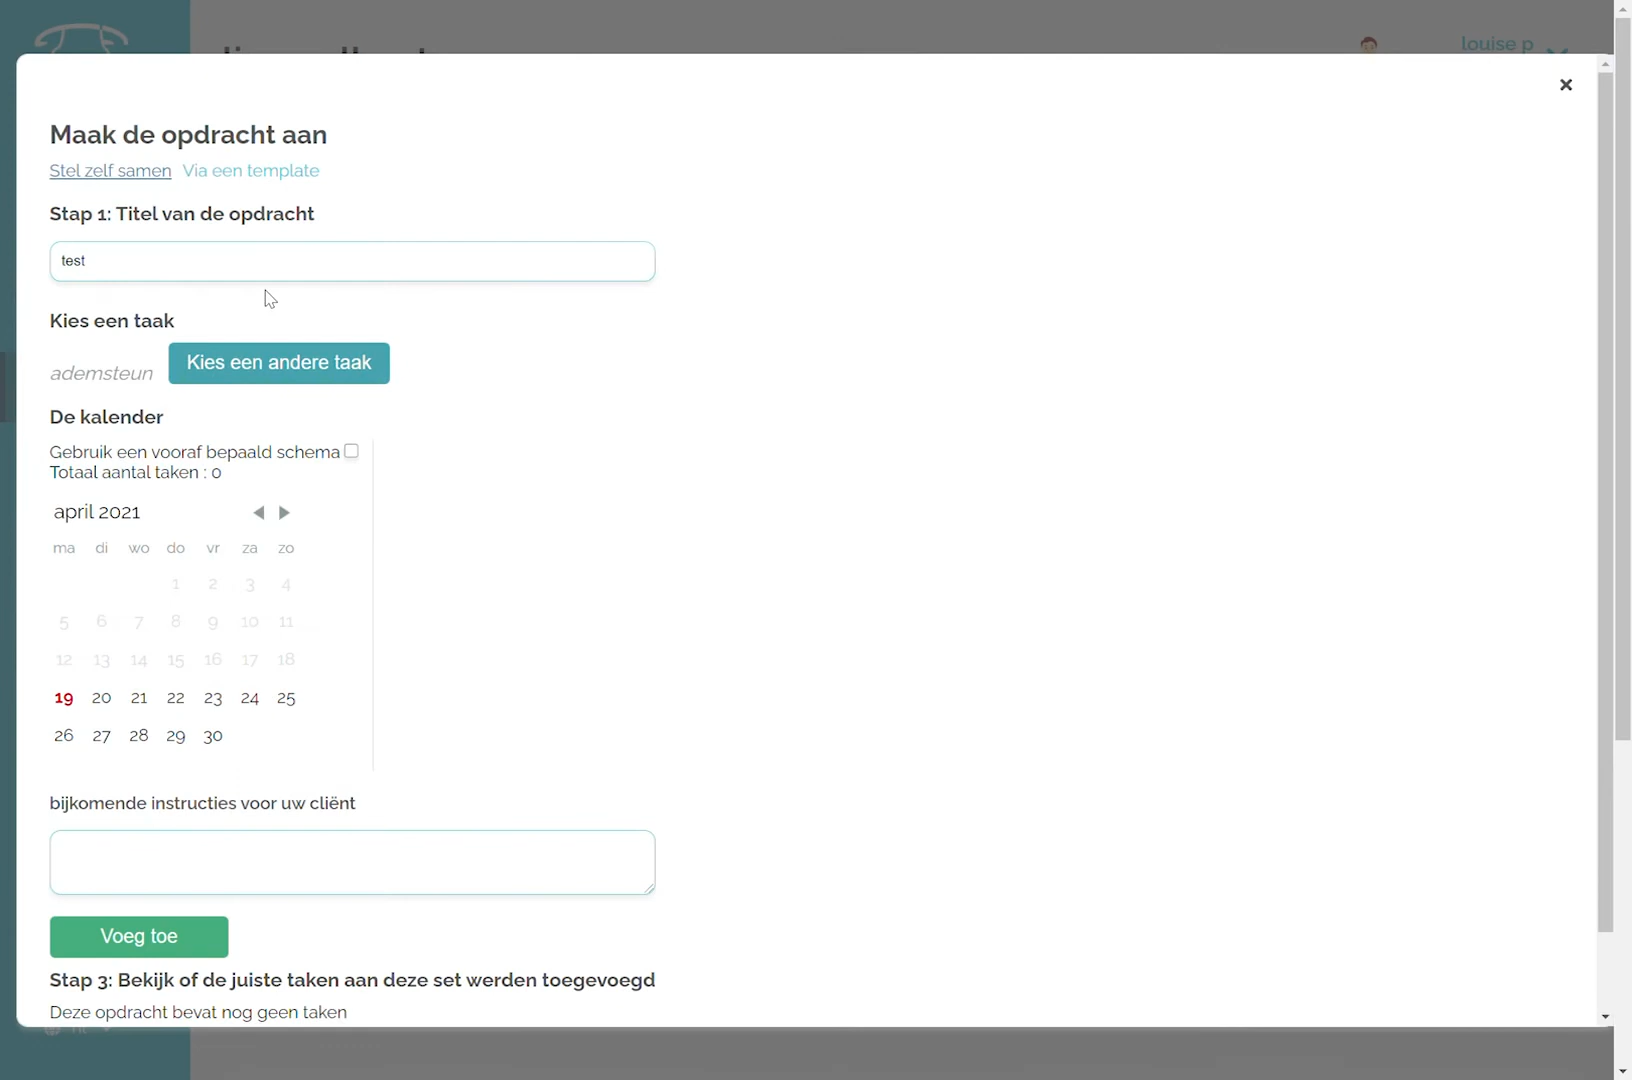 louise p
Maak de opdracht aan
Stel zelf samen Via een template
Stap 1: Titel van de opdracht
test
Kies een taak
ademsteun Kies een andere taak
De kalender
Gebruik een vooraf bepaald schema
Totaal aantal taken : 0
april 2021
ma di wo do vr za zo
1 2 3 4
5 6 7 8 9 10 11
12 13 14 15 16 17 18
19 20 21 22 23 24 25
26 27 28 29 30
bijkomende instructies voor uw cliënt
Voeg toe
Stap 3: Bekijk of de juiste taken aan deze set werden toegevoegd
Deze opdracht bevat nog geen taken